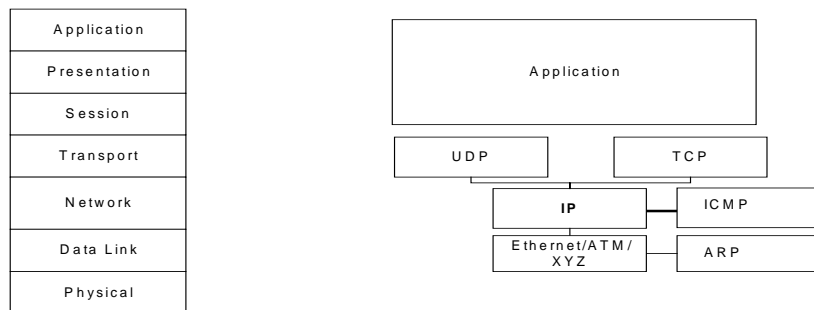 Application
Presentation
Session
Transport
Network
Data Link
Physical
Application
UDP
TCP
IP
ICMP
Ethernet/ATM/
XYZ
ARP